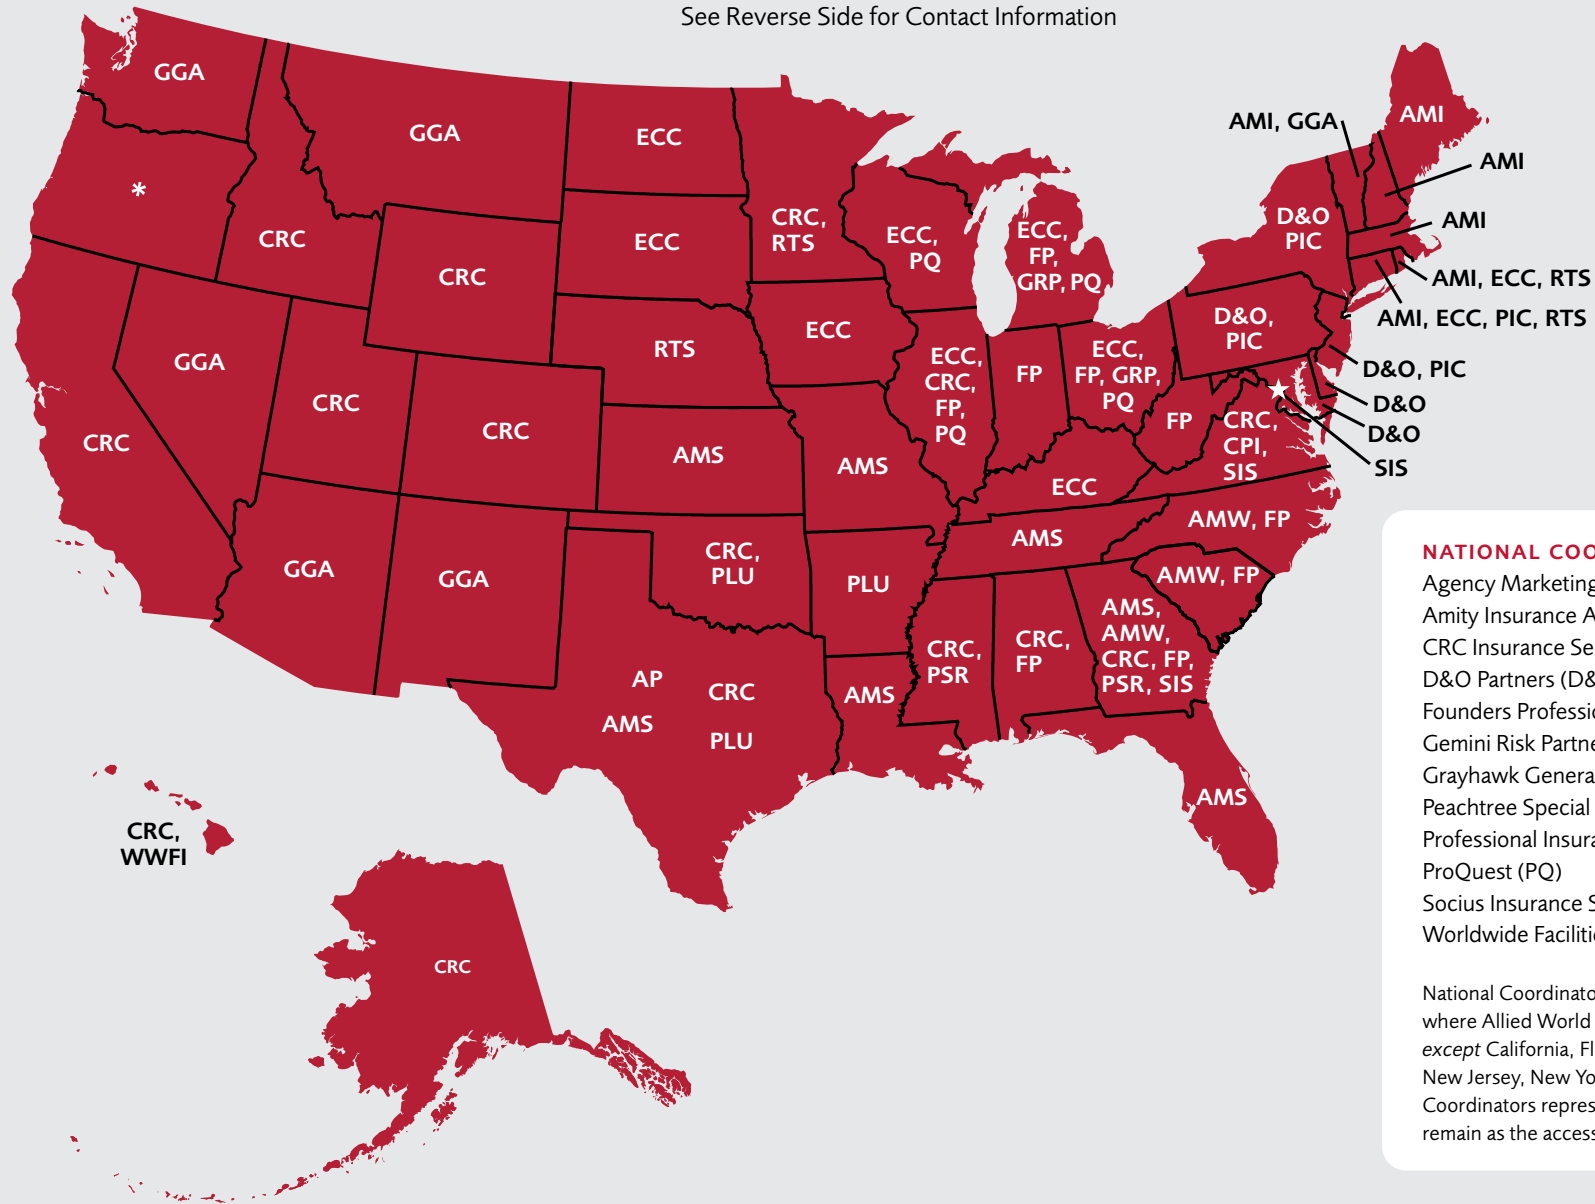 See Reverse Side for Contact Information
GGA
GGA
ECC
*
CRC
CRC
ECC
CRC,
RTS
ECC,
PQ
ECC,
FP,
GRP, PQ
D&O
PIC
AMI, GGA
AMI
AMI
AMI
AMI, ECC, RTS
AMI, ECC, PIC, RTS
D&O, PIC
D&O
D&O
SIS
CRC
GGA
CRC
CRC
RTS
ECC
ECC,
CRC,
FP,
PQ
FP
ECC,
FP, GRP,
PQ
D&O,
PIC
FP
CRC,
CPI,
SIS
AMS
AMS
ECC
GGA
GGA
CRC,
PLU
PLU
AMS
AMW, FP
AMW, FP
AP
AMS
CRC
PLU
AMS
CRC,
PSR
CRC,
FP
AMS,
AMW,
CRC, FP,
PSR, SIS
AMS
CRC,
WWFI
CRC
NATIONAL COO
Agency Marketing
Amity Insurance A
CRC Insurance Se
D&O Partners (D&
Founders Professio
Gemini Risk Partne
Grayhawk Genera
Peachtree Special
Professional Insura
ProQuest (PQ)
Socius Insurance S
Worldwide Facilitie
National Coordinato
where Allied World
except California, Fl
New Jersey, New Yo
Coordinators repres
remain as the access